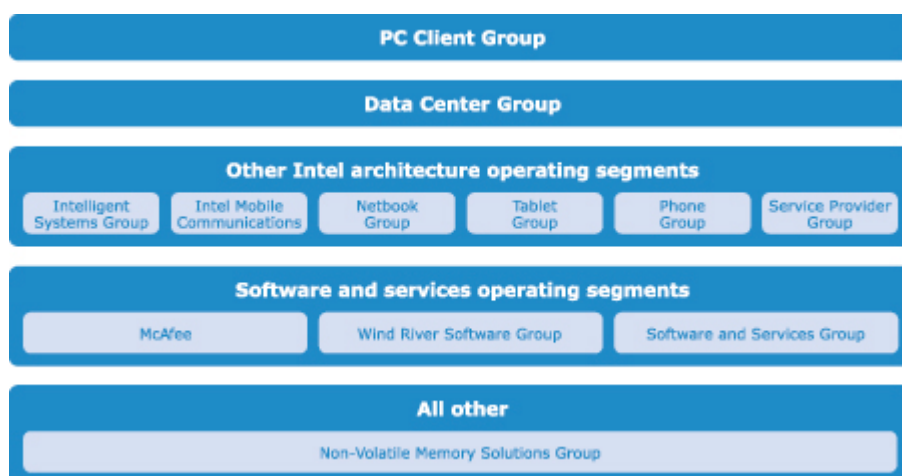 PC Client Group
Data Center Group
Other Intel architecture operating segments
Intelligent
Systems Group
Intel Mobile
Communications
Netbook
Group
Tablet
Group
Phone
Group
Service Provider
Group
Software and services operating segments
McAfee
Wind River Software Group
Software and Services Group
All other
Non-Volatile Memory Solutions Group